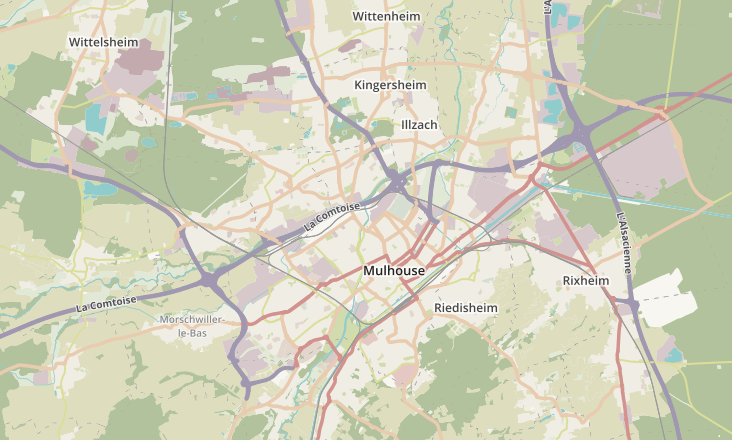 L'A
Wittenheim
Wittelsheim
Kingersheim
Illzach
La Comtoise
L'Alsacienne
Mulhouse
Rixheim
La Comtoise
Riedisheim
Morschwiller-
le-Bas